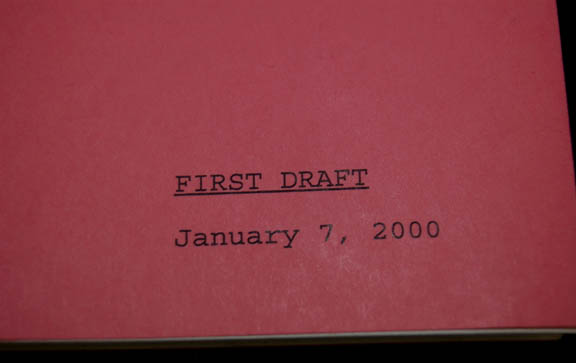 FIRST DRAFT
January 7, 2000